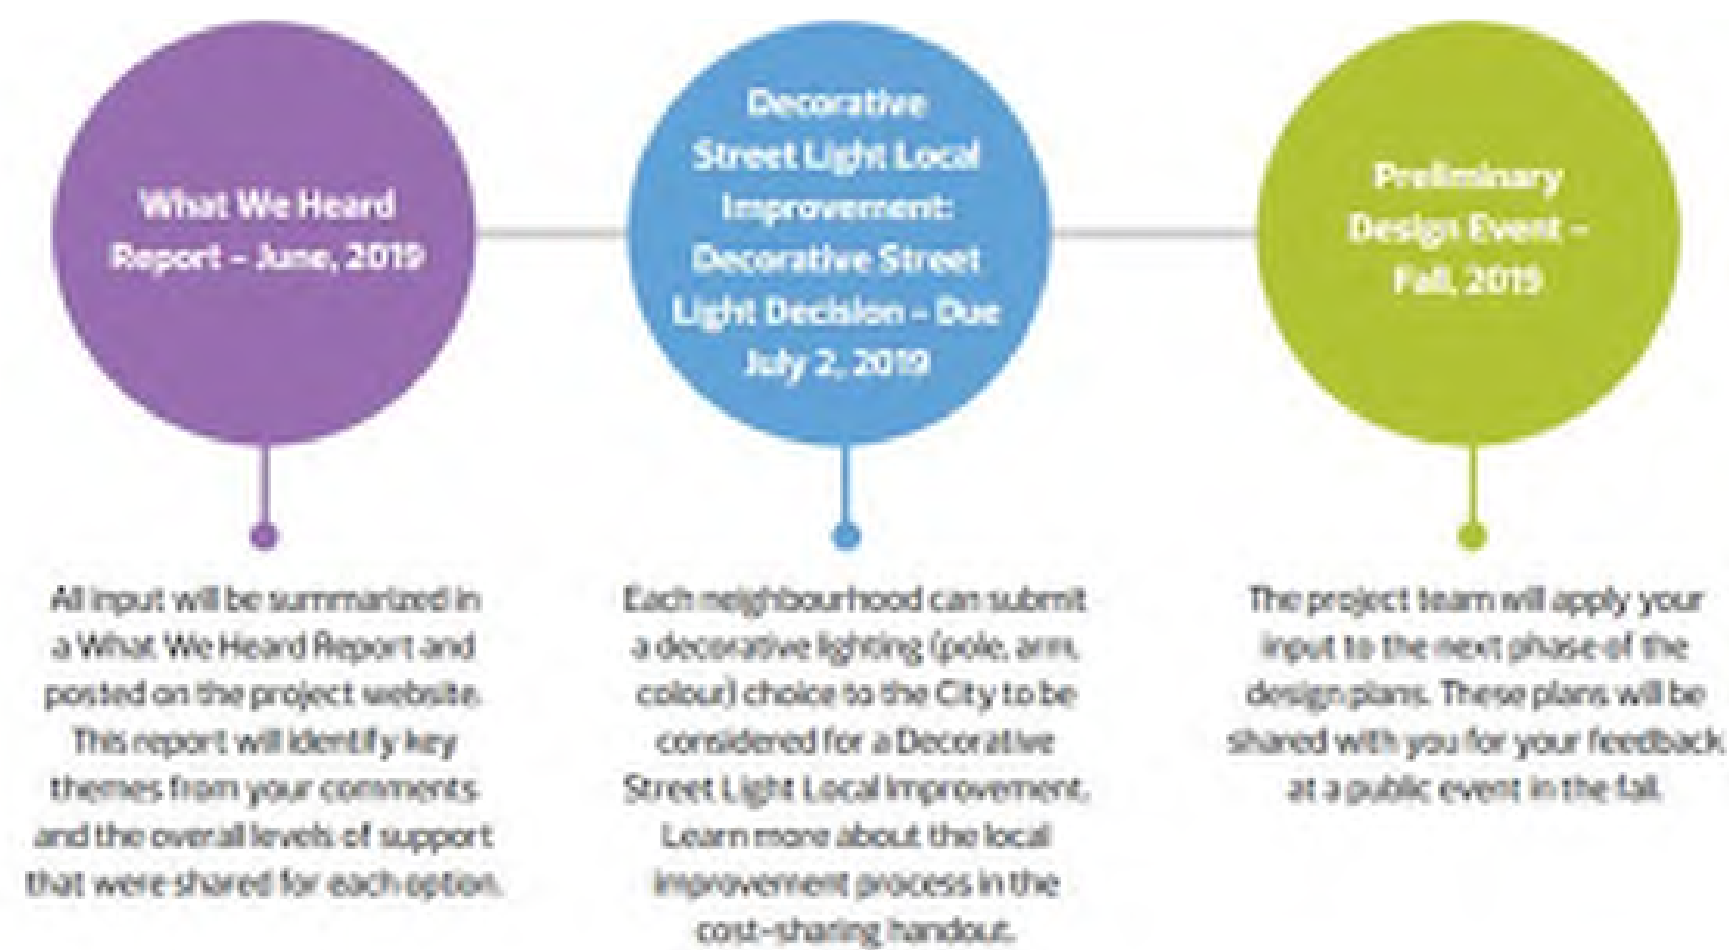 What We Heard
Report – June, 2019
Decorative
Street Light Local
Improvement:
Decorative Street
Light Decision – Due
July 2, 2019
Preliminary
Design Event –
Fall, 2019
All input will be summarized in
a What We Heard Report and
posted on the project website.
This report will identify key
themes from your comments
and the overall levels of support
that were shared for each option.
Each neighbourhood can submit
a decorative lighting (pole, arm,
colour) choice to the City to be
considered for a Decorative
Street Light Local Improvement.
Learn more about the local
improvement process in the
cost-sharing handout.
The project team will apply your
input to the next phase of the
design plans. These plans will be
shared with you for your feedback
at a public event in the fall.